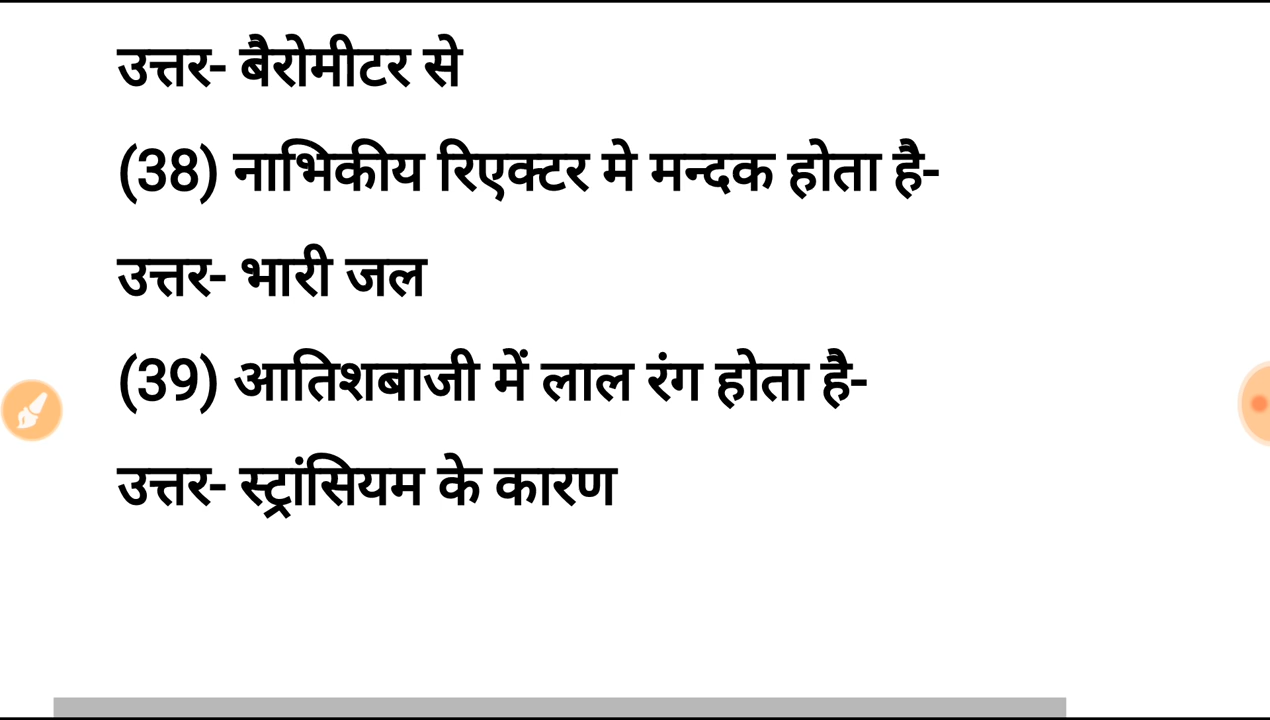 उत्तर- बैरोमीटर से
(38) नाभिकीय रिएक्टर मे मन्दक होता है-
उत्तर- भारी जल
(39) आतिशबाजी में लाल रंग होता है-
उत्तर- स्ट्रांसियम के कारण